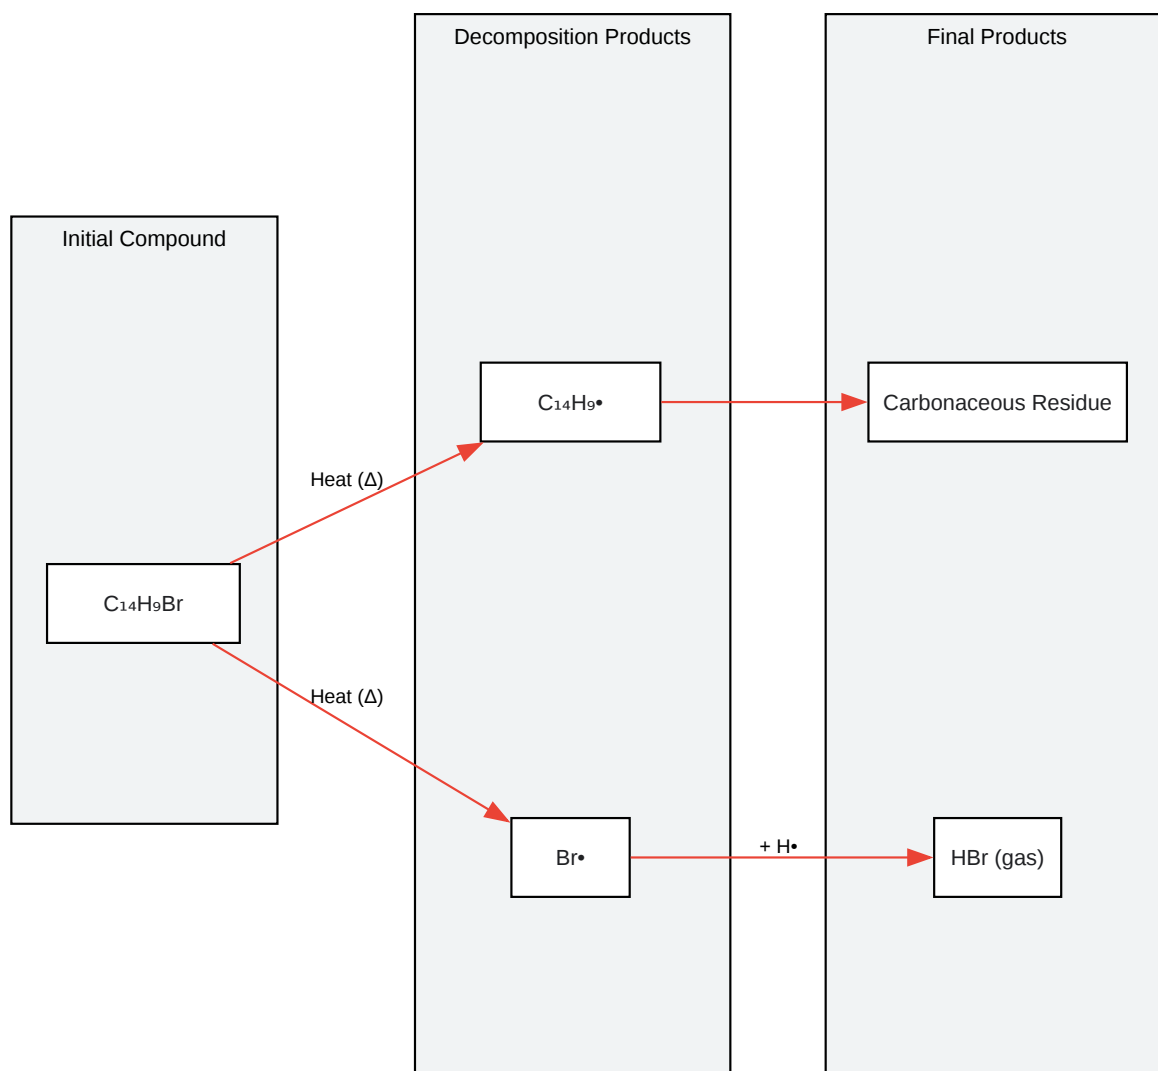 Decomposition Products
Final Products
Initial Compound
C₁₄H₉•
Carbonaceous Residue
Heat (Δ)
C₁₄H₉Br
Heat (Δ)
Br•
+ H•
HBr (gas)